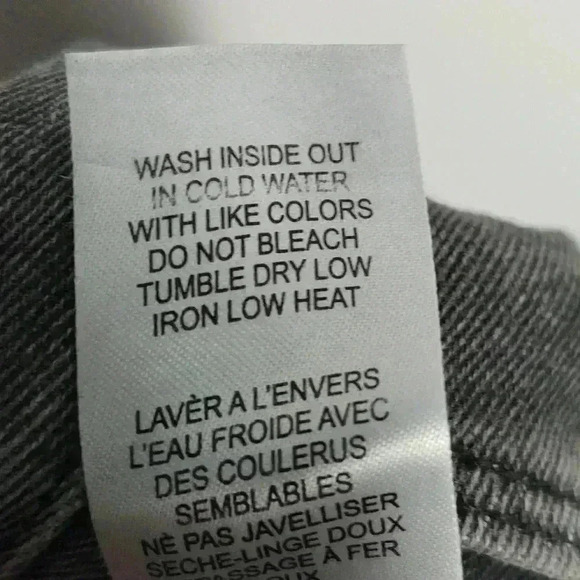 WASH INSIDE OUT
IN COLD WATER
WITH LIKE COLORS
DO NOT BLEACH
TUMBLE DRY LOW
IRON LOW HEAT
LAVÈR A L'ENVERS
L'EAU FROIDE AVEC
DES COULERUS
SEMBLABLES
NÈ PAS JAVELLISER
SECHE-LINGE DOUX
À FER